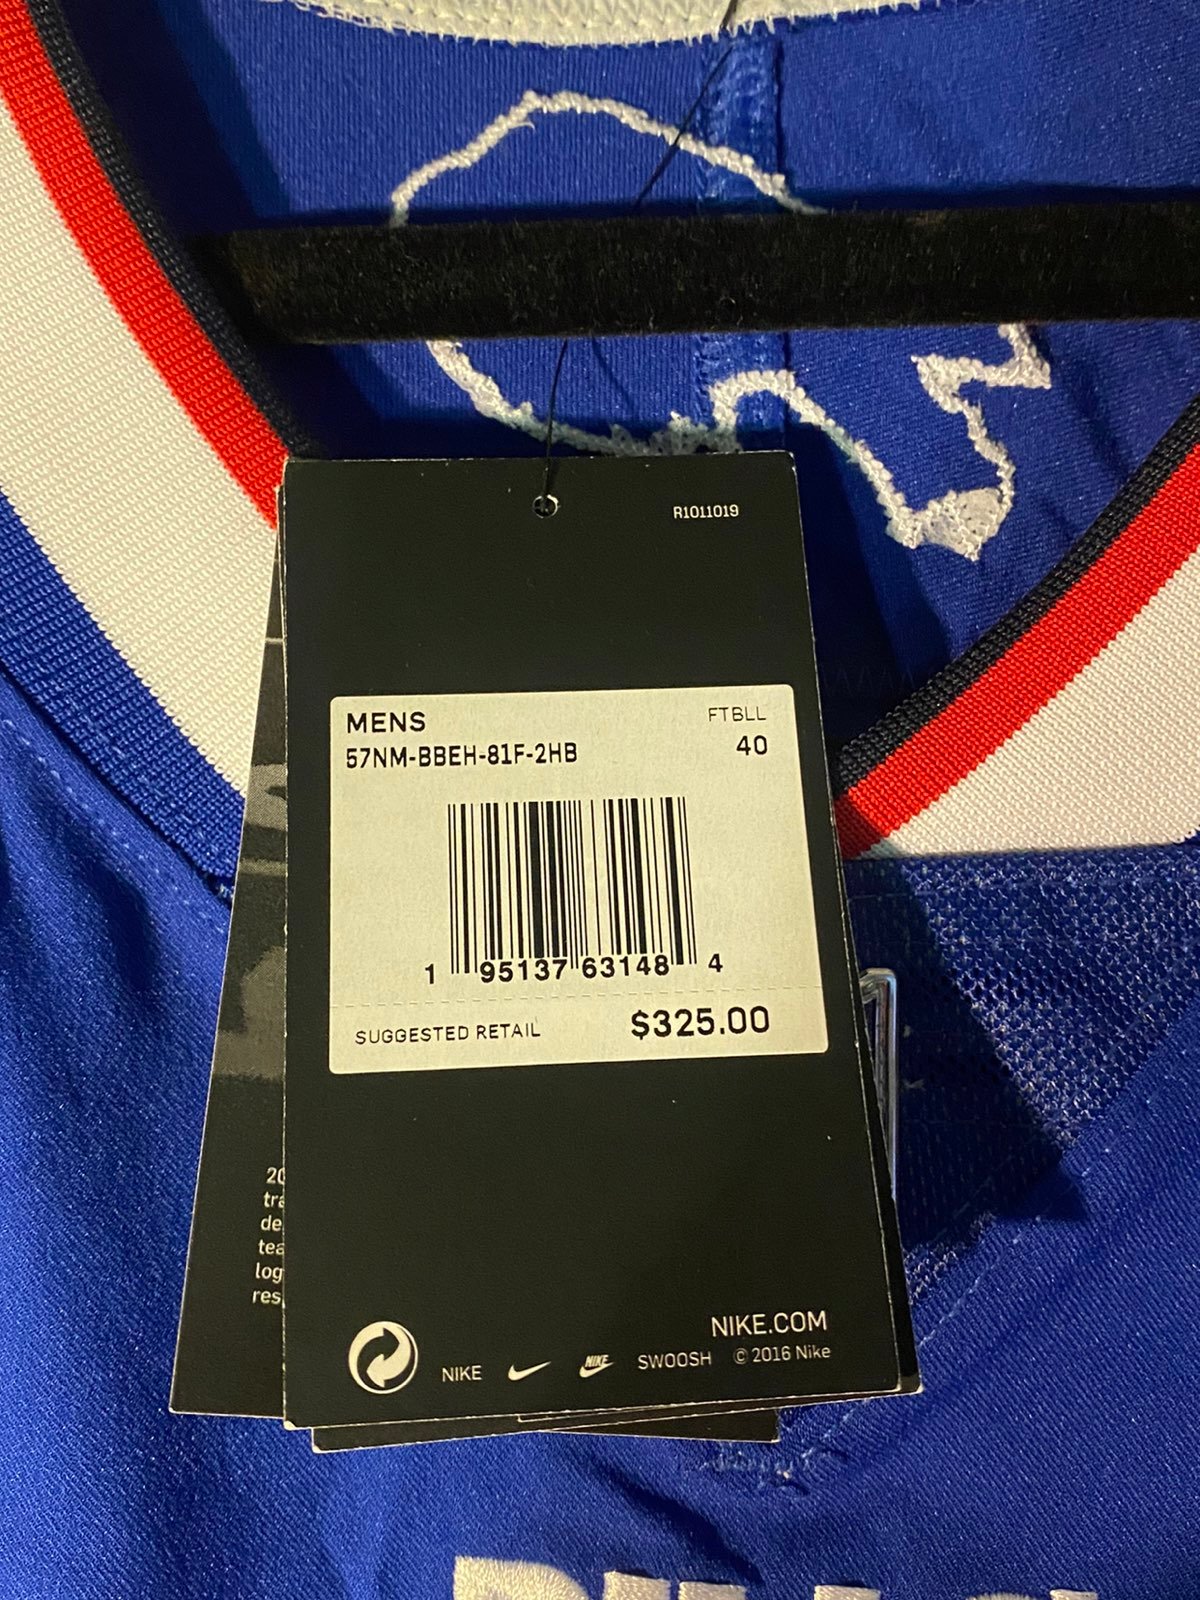 R1011019
MENS FTBLL
57NM-BBEH-81F-2HB 40
1 95137 63148 4
SUGGESTED RETAIL $325.00
NIKE.COM
NIKE NIKE SWOOSH © 2016 Nike